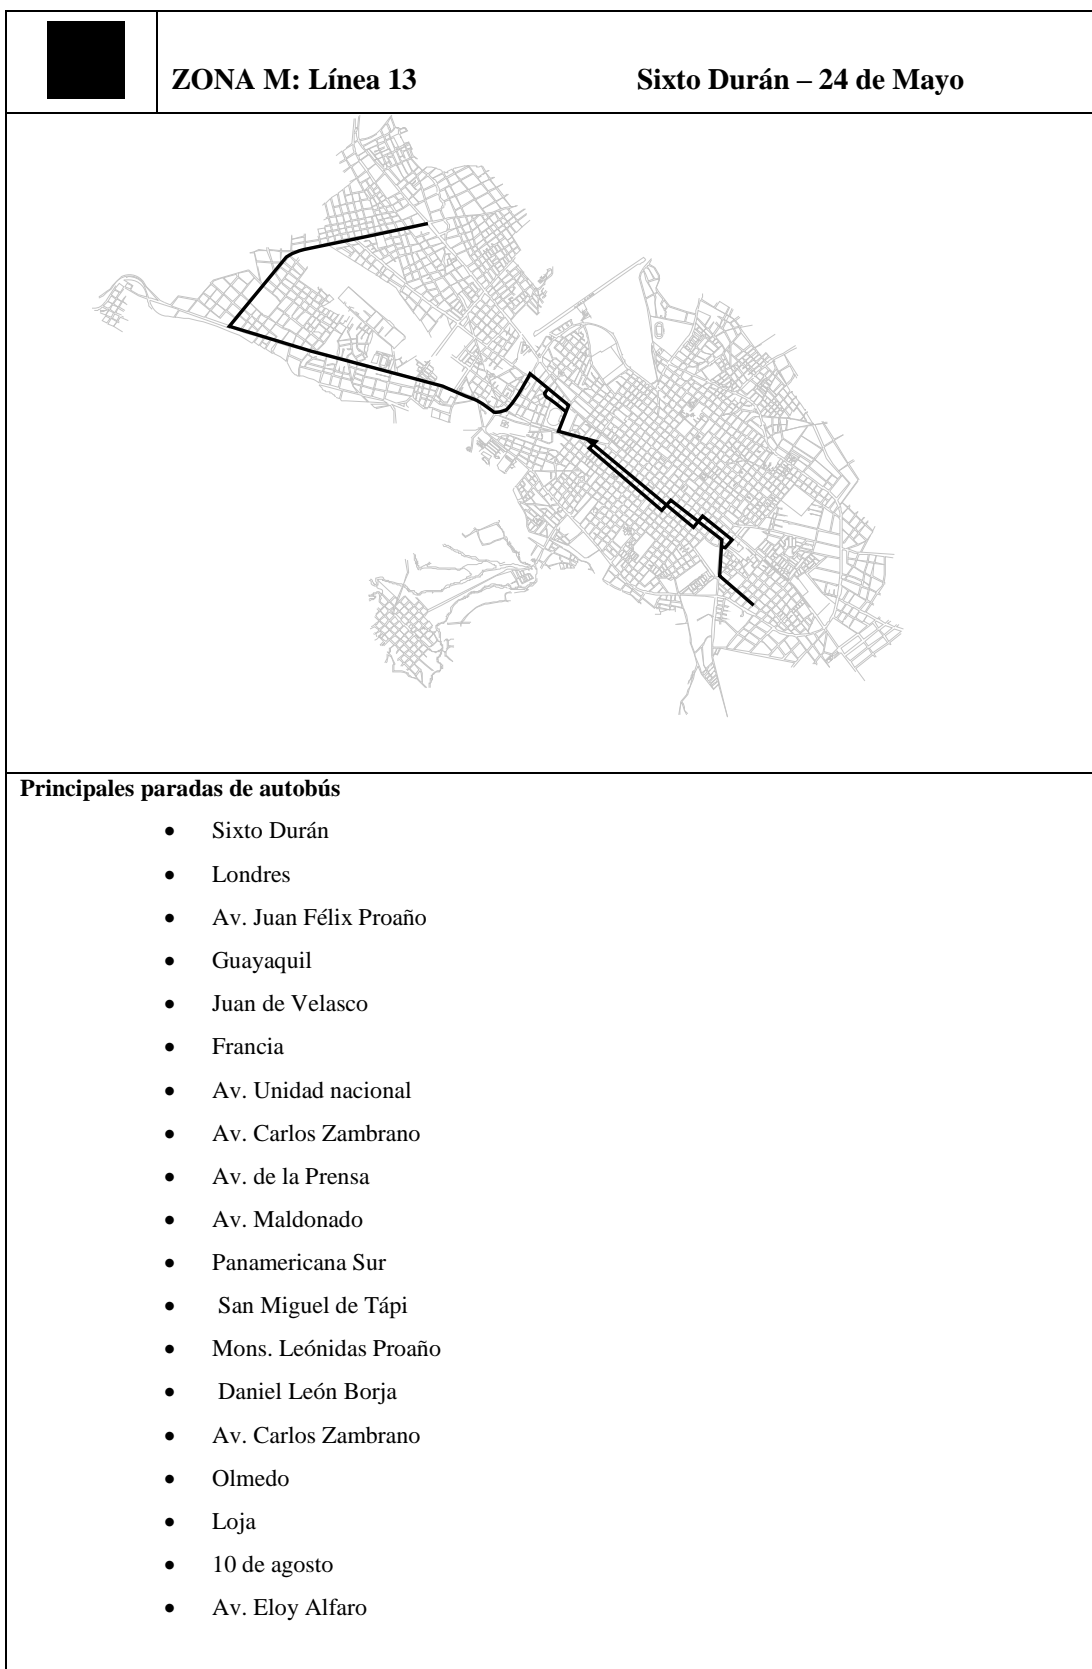 ZONA M: Línea 13 Sixto Durán – 24 de Mayo
Principales paradas de autobús
• Sixto Durán
• Londres
• Av. Juan Félix Proaño
• Guayaquil
• Juan de Velasco
• Francia
• Av. Unidad nacional
• Av. Carlos Zambrano
• Av. de la Prensa
• Av. Maldonado
• Panamericana Sur
• San Miguel de Tápi
• Mons. Leónidas Proaño
• Daniel León Borja
• Av. Carlos Zambrano
• Olmedo
• Loja
• 10 de agosto
• Av. Eloy Alfaro